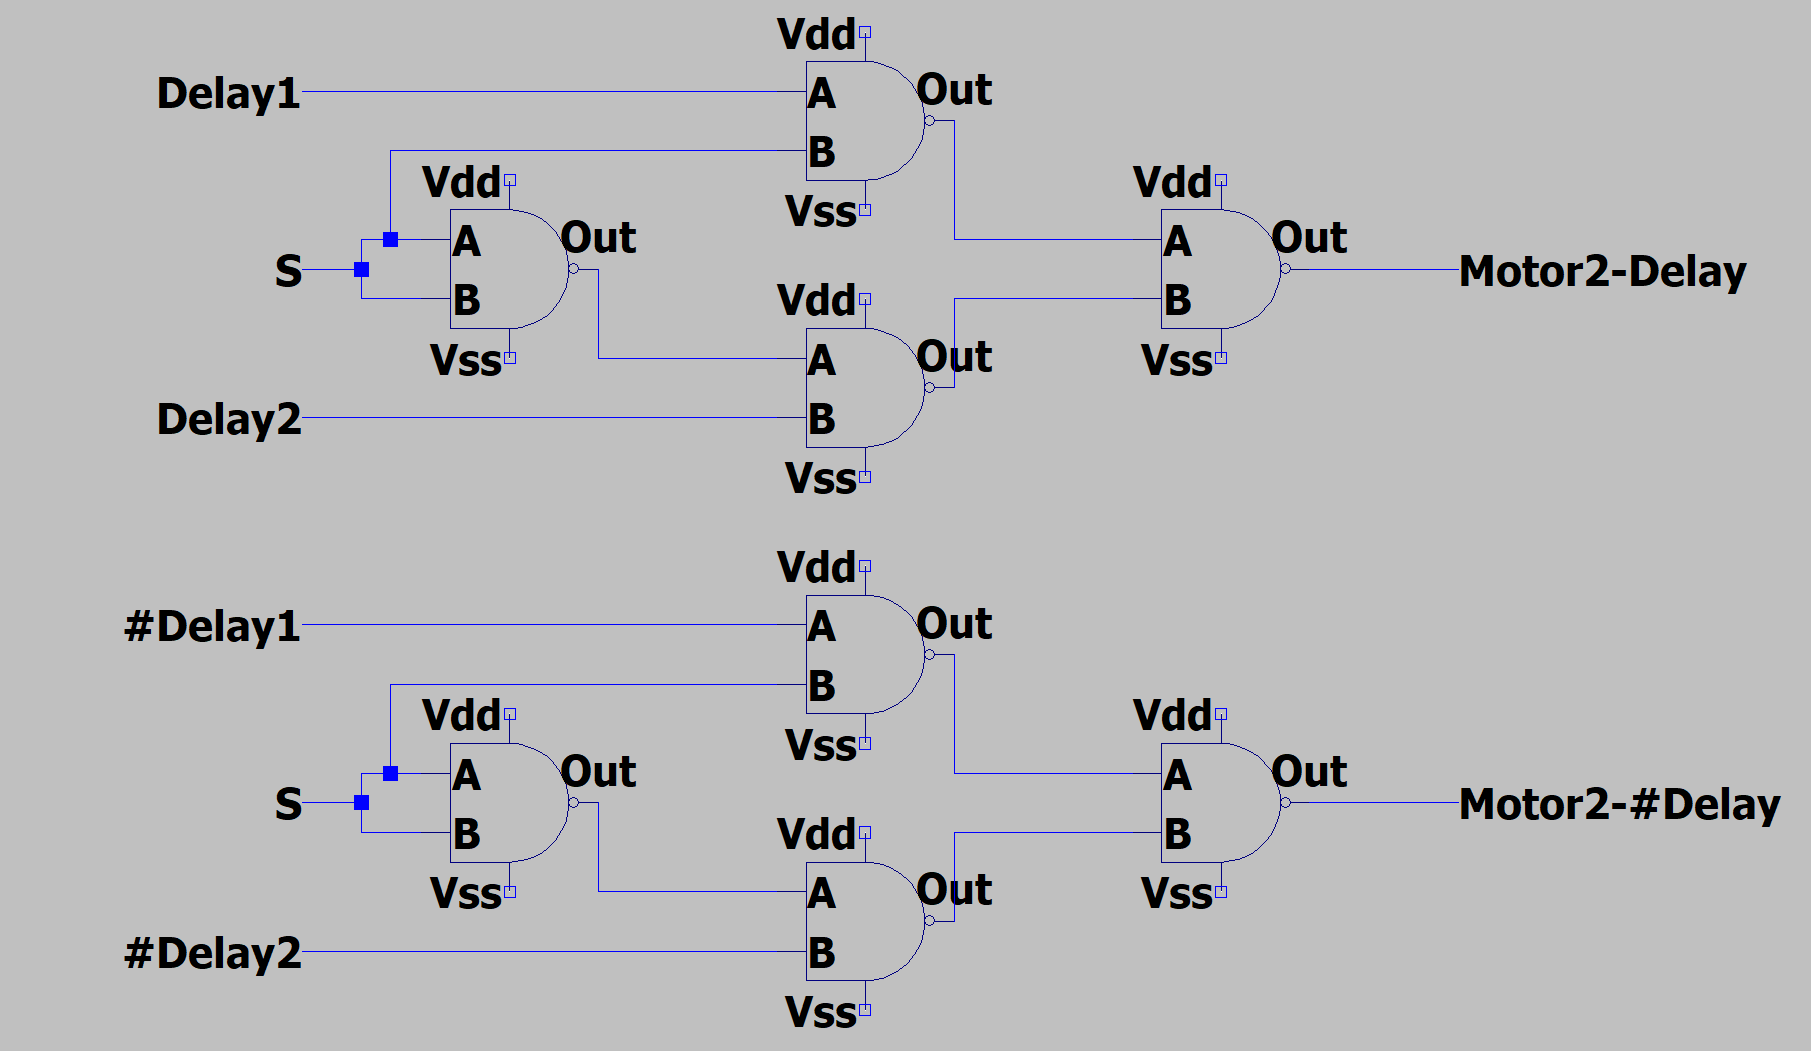 Vdd
Delay1
A
Out
B
Vss
Vdd
A
Out
S
B
Vss
Vdd
A
Out
B
Vss
Motor2-Delay
Vdd
A
Out
Delay2
B
Vss
Vdd
#Delay1
A
Out
B
Vss
Vdd
A
Out
S
B
Vss
Vdd
A
Out
B
Vss
Motor2-#Delay
Vdd
A
Out
#Delay2
B
Vss